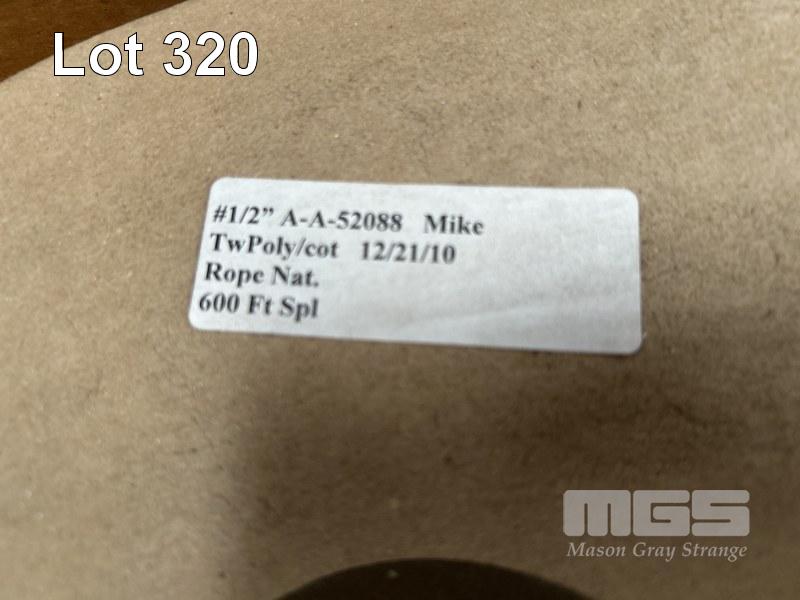 Lot 320
#1/2” A-A-52088 Mike
TwPoly/cot 12/21/10
Rope Nat.
600 Ft Spl
MGS
Mason Gray Strange